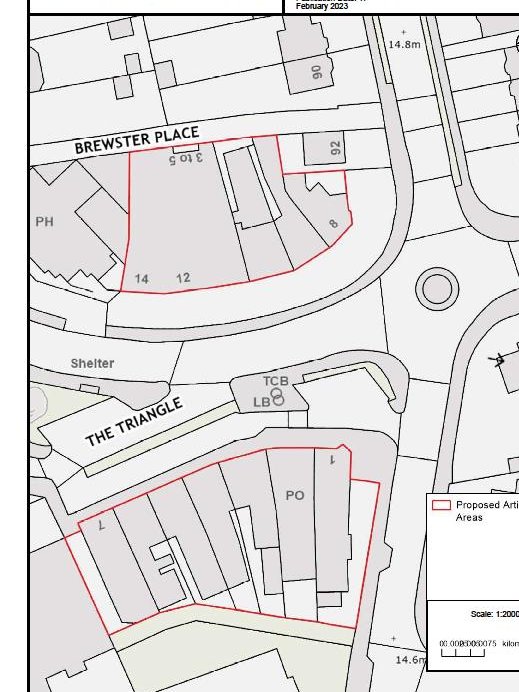 February 2023
14.8m
90
BREWSTER PLACE
92
3 to 5
PH
8
14
12
Shelter
TCB
LB
THE TRIANGLE
1
PO
7
Proposed Arti
Areas
Scale: 1:2000
14.6m